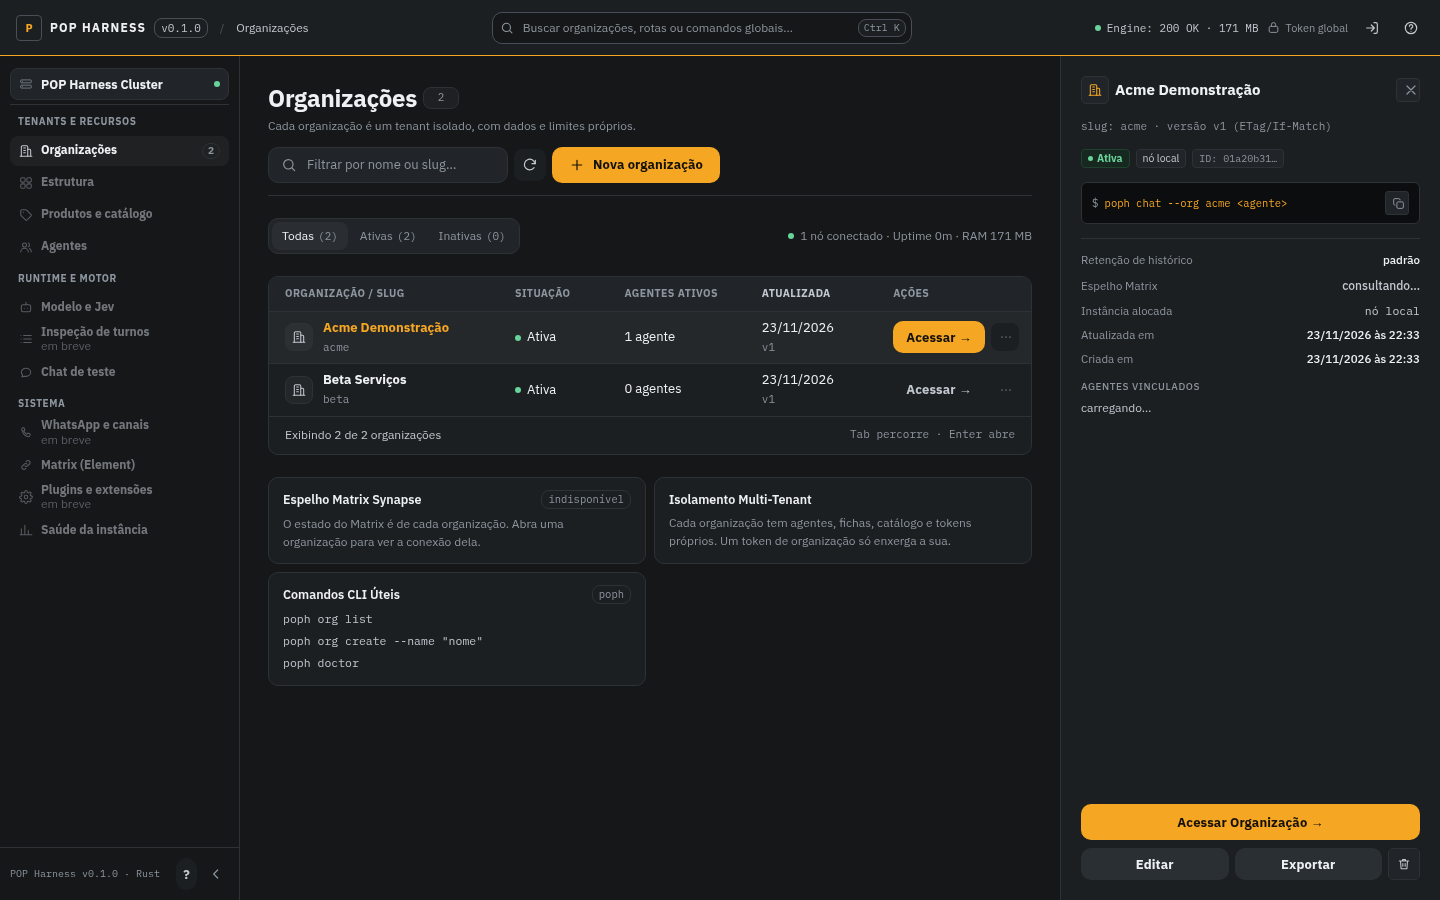 P POP HARNESS v0.1.0 / Organizações
Buscar organizações, rotas ou comandos globais... Ctrl K
Engine: 200 OK · 171 MB Token global
POP Harness Cluster
TENANTS E RECURSOS
Organizações 2
Estrutura
Produtos e catálogo
Agentes
RUNTIME E MOTOR
Modelo e Jev
Inspeção de turnos
em breve
Chat de teste
SISTEMA
WhatsApp e canais
em breve
Matrix (Element)
Plugins e extensões
em breve
Saúde da instância
POP Harness v0.1.0 · Rust ?
Organizações 2
Cada organização é um tenant isolado, com dados e limites próprios.
Filtrar por nome ou slug...
Nova organização
Todas (2) Ativas (2) Inativas (0)
1 nó conectado · Uptime 0m · RAM 171 MB
ORGANIZAÇÃO / SLUG SITUAÇÃO AGENTES ATIVOS ATUALIZADA AÇÕES
Acme Demonstração Ativa 1 agente 23/11/2026 Acessar → ···
acme v1
Beta Serviços Ativa 0 agentes 23/11/2026 Acessar → ···
beta v1
Exibindo 2 de 2 organizações Tab percorre · Enter abre
Espelho Matrix Synapse indisponível
O estado do Matrix é de cada organização. Abra uma
organização para ver a conexão dela.
Isolamento Multi-Tenant
Cada organização tem agentes, fichas, catálogo e tokens
próprios. Um token de organização só enxerga a sua.
Comandos CLI Úteis poph
poph org list
poph org create --name "nome"
poph doctor
Acme Demonstração
slug: acme · versão v1 (ETag/If-Match)
Ativa nó local ID: 01a20b31…
$ poph chat --org acme <agente>
Retenção de histórico padrão
Espelho Matrix consultando...
Instância alocada nó local
Atualizada em 23/11/2026 às 22:33
Criada em 23/11/2026 às 22:33
AGENTES VINCULADOS
carregando...
Acessar Organização →
Editar Exportar